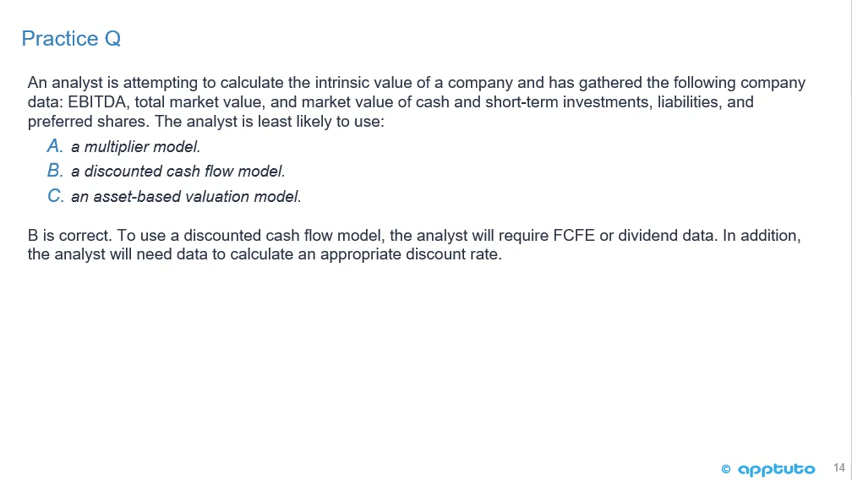 Practice Q
An analyst is attempting to calculate the intrinsic value of a company and has gathered the following company
data: EBITDA, total market value, and market value of cash and short-term investments, liabilities, and
preferred shares. The analyst is least likely to use:
A. a multiplier model.
B. a discounted cash flow model.
C. an asset-based valuation model.
B is correct. To use a discounted cash flow model, the analyst will require FCFE or dividend data. In addition,
the analyst will need data to calculate an appropriate discount rate.
© apptuto 14